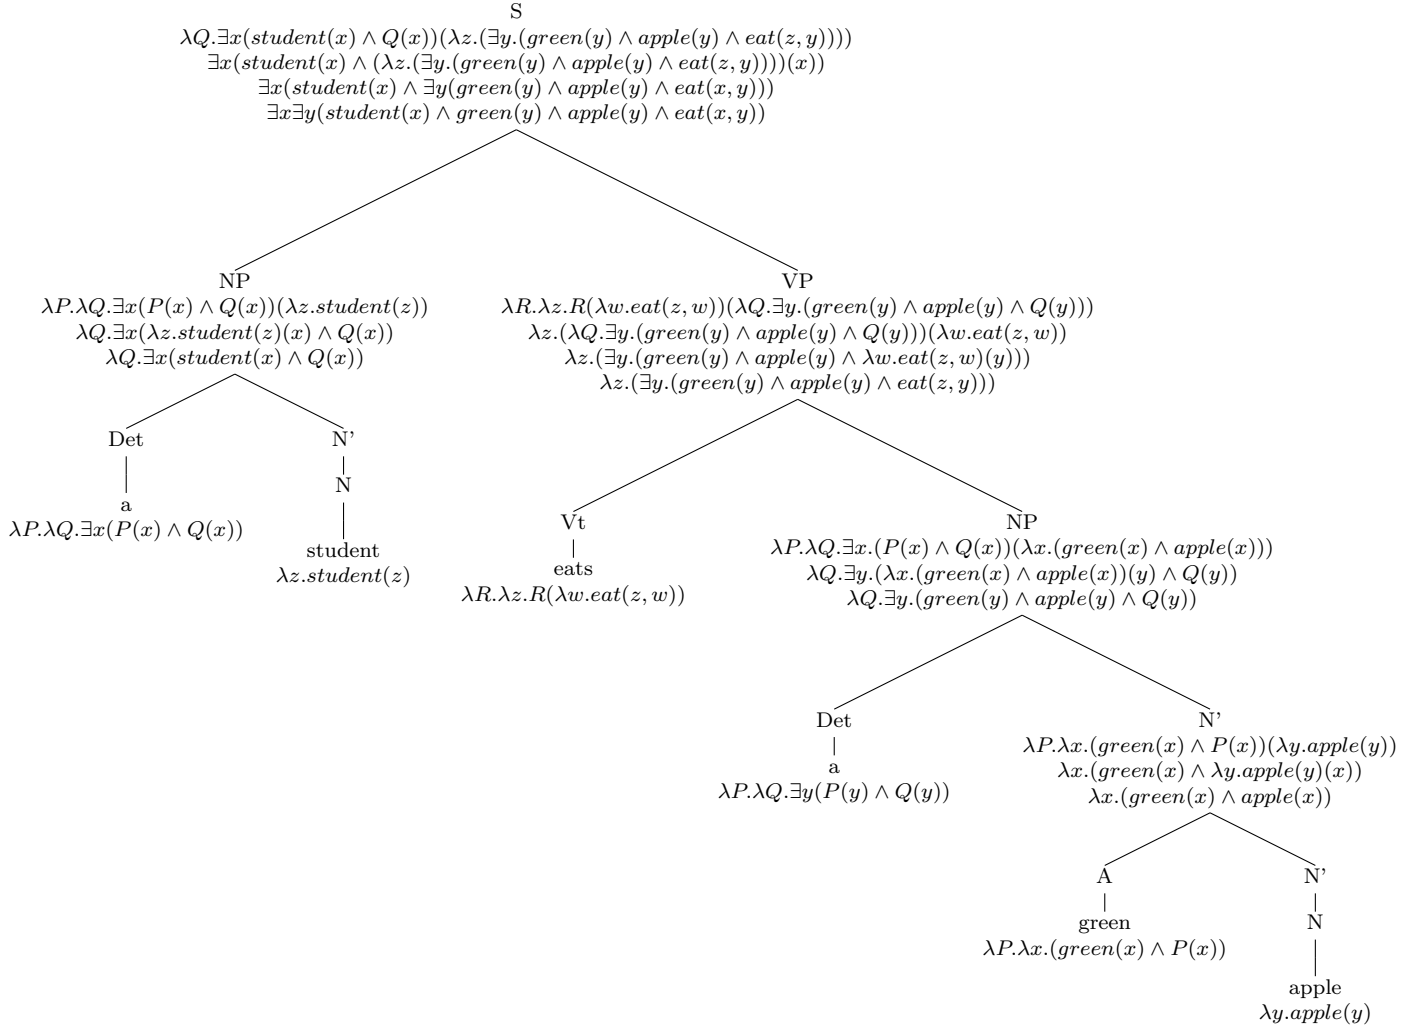 S
λQ.∃x(student(x) ∧ Q(x))(λz.(∃y.(green(y) ∧ apple(y) ∧ eat(z, y))))
∃x(student(x) ∧ (λz.(∃y.(green(y) ∧ apple(y) ∧ eat(z, y))))(x))
∃x(student(x) ∧ ∃y(green(y) ∧ apple(y) ∧ eat(x, y)))
∃x∃y(student(x) ∧ green(y) ∧ apple(y) ∧ eat(x, y))
NP
λP.λQ.∃x(P(x) ∧ Q(x))(λz.student(z))
λQ.∃x(λz.student(z)(x) ∧ Q(x))
λQ.∃x(student(x) ∧ Q(x))
VP
λR.λz.R(λw.eat(z, w))(λQ.∃y.(green(y) ∧ apple(y) ∧ Q(y)))
λz.(λQ.∃y.(green(y) ∧ apple(y) ∧ Q(y)))(λw.eat(z, w))
λz.(∃y.(green(y) ∧ apple(y) ∧ λw.eat(z, w)(y)))
λz.(∃y.(green(y) ∧ apple(y) ∧ eat(z, y)))
Det
a
λP.λQ.∃x(P(x) ∧ Q(x))
N'
N
student
λz.student(z)
Vt
eats
λR.λz.R(λw.eat(z, w))
NP
λP.λQ.∃x.(P(x) ∧ Q(x))(λx.(green(x) ∧ apple(x)))
λQ.∃y.(λx.(green(x) ∧ apple(x))(y) ∧ Q(y))
λQ.∃y.(green(y) ∧ apple(y) ∧ Q(y))
Det
a
λP.λQ.∃y(P(y) ∧ Q(y))
N'
λP.λx.(green(x) ∧ P(x))(λy.apple(y))
λx.(green(x) ∧ λy.apple(y)(x))
λx.(green(x) ∧ apple(x))
A
green
λP.λx.(green(x) ∧ P(x))
N'
N
apple
λy.apple(y)